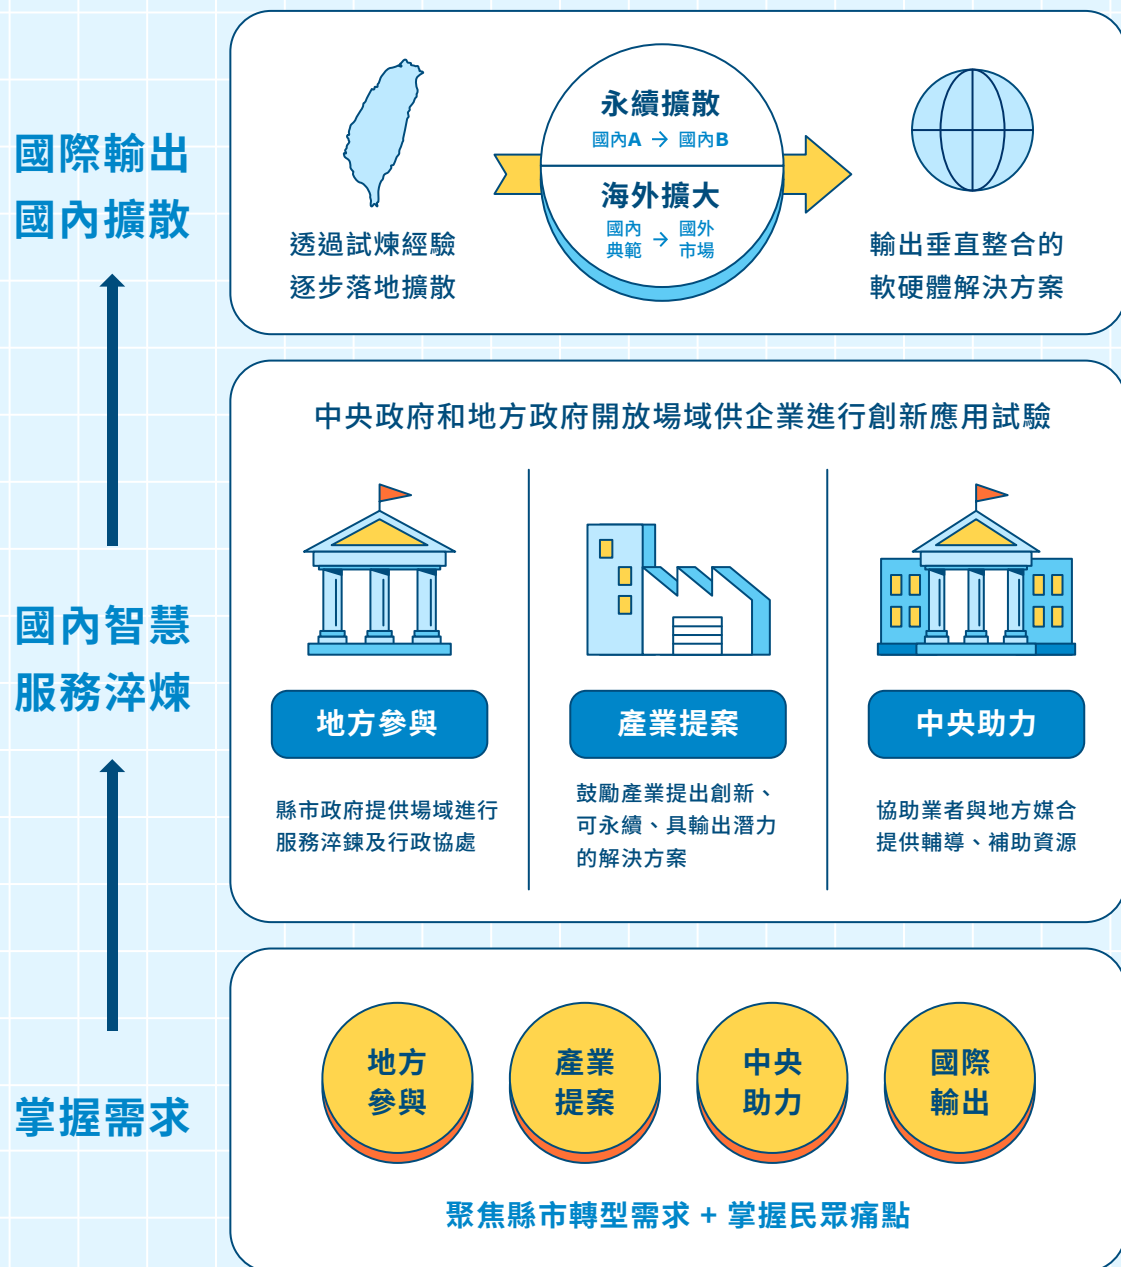 國際輸出
國內擴散
透過試煉經驗
逐步落地擴散
永續擴散
國內A → 國內B
海外擴大
國內典範 → 國外市場
輸出垂直整合的
軟硬體解決方案
國內智慧
服務淬煉
中央政府和地方政府開放場域供企業進行創新應用試驗
地方參與
縣市政府提供場域進行
服務淬鍊及行政協處
產業提案
鼓勵產業提出創新、
可永續、具輸出潛力
的解決方案
中央助力
協助業者與地方媒合
提供輔導、補助資源
掌握需求
地方
參與
產業
提案
中央
助力
國際
輸出
聚焦縣市轉型需求 + 掌握民眾痛點